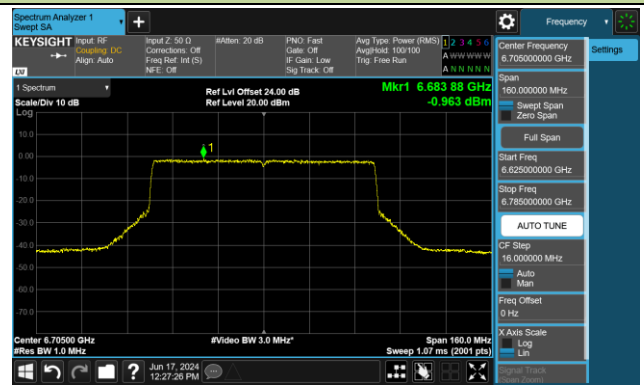 Spectrum Analyzer 1
Swept SA
Frequency
KEYSIGHT
Input: RF
Coupling: DC
Align: Auto
Input Z: 50 Ω
Corrections: Off
Freq Ref: Int (S)
NFE: Off
#Atten: 20 dB
PNO: Fast
Gate: Off
IF Gain: Low
Sig Track: Off
Avg Type: Power (RMS)
Avg|Hold: 100/100
Trig: Free Run
1 2 3 4 5 6
A W W W W W
A N N N N N
LXI
1 Spectrum
Scale/Div 10 dB
Log
Ref Lvl Offset 24.00 dB
Ref Level 20.00 dBm
Mkr1 6.683 88 GHz
-0.963 dBm
1
10.0
0.00
-10.0
-20.0
-30.0
-40.0
-50.0
-60.0
-70.0
Center 6.70500 GHz
#Res BW 1.0 MHz
#Video BW 3.0 MHz*
Span 160.0 MHz
Sweep 1.07 ms (2001 pts)
Jun 17, 2024
12:27:26 PM
Center Frequency
6.705000000 GHz
Settings
Span
160.000000 MHz
Swept Span
Zero Span
Full Span
Start Freq
6.625000000 GHz
Stop Freq
6.785000000 GHz
AUTO TUNE
CF Step
16.000000 MHz
Auto
Man
Freq Offset
0 Hz
X Axis Scale
Log
Lin
Signal Track
(Span Zoom)